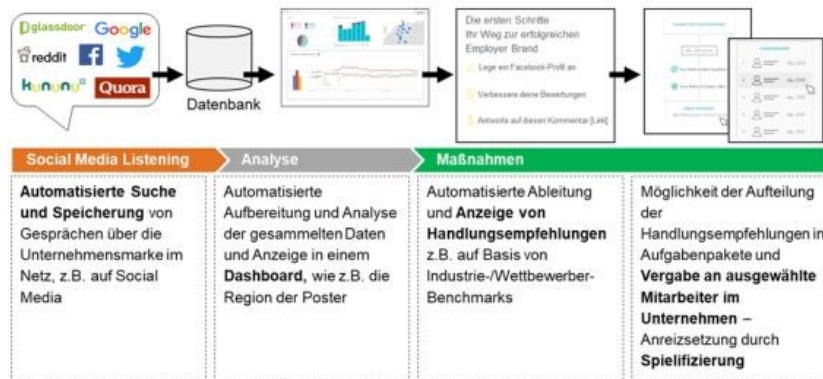 glassdoor Google
reddit f
kununu Quora
Datenbank
Die ersten Schritte
Ihr Weg zur erfolgreichen
Employer Brand
Lege ein Facebook-Profil an
Verbessere deine Bewertungen
Antworte auf diesen Kommentar [Link]
Social Media Listening
Analyse
Maßnahmen
Automatisierte Suche
und Speicherung von
Gesprächen über die
Unternehmensmarke im
Netz, z.B. auf Social
Media
Automatisierte
Aufbereitung und Analyse
der gesammelten Daten
und Anzeige in einem
Dashboard, wie z.B. die
Region der Poster
Automatisierte Ableitung
und Anzeige von
Handlungsempfehlungen
z.B. auf Basis von
Industrie-/Wettbewerber-
Benchmarks
Möglichkeit der Aufteilung
der
Handlungsempfehlungen in
Aufgabenpakete und
Vergabe an ausgewählte
Mitarbeiter im
Unternehmen –
Anreizsetzung durch
Spielifizierung